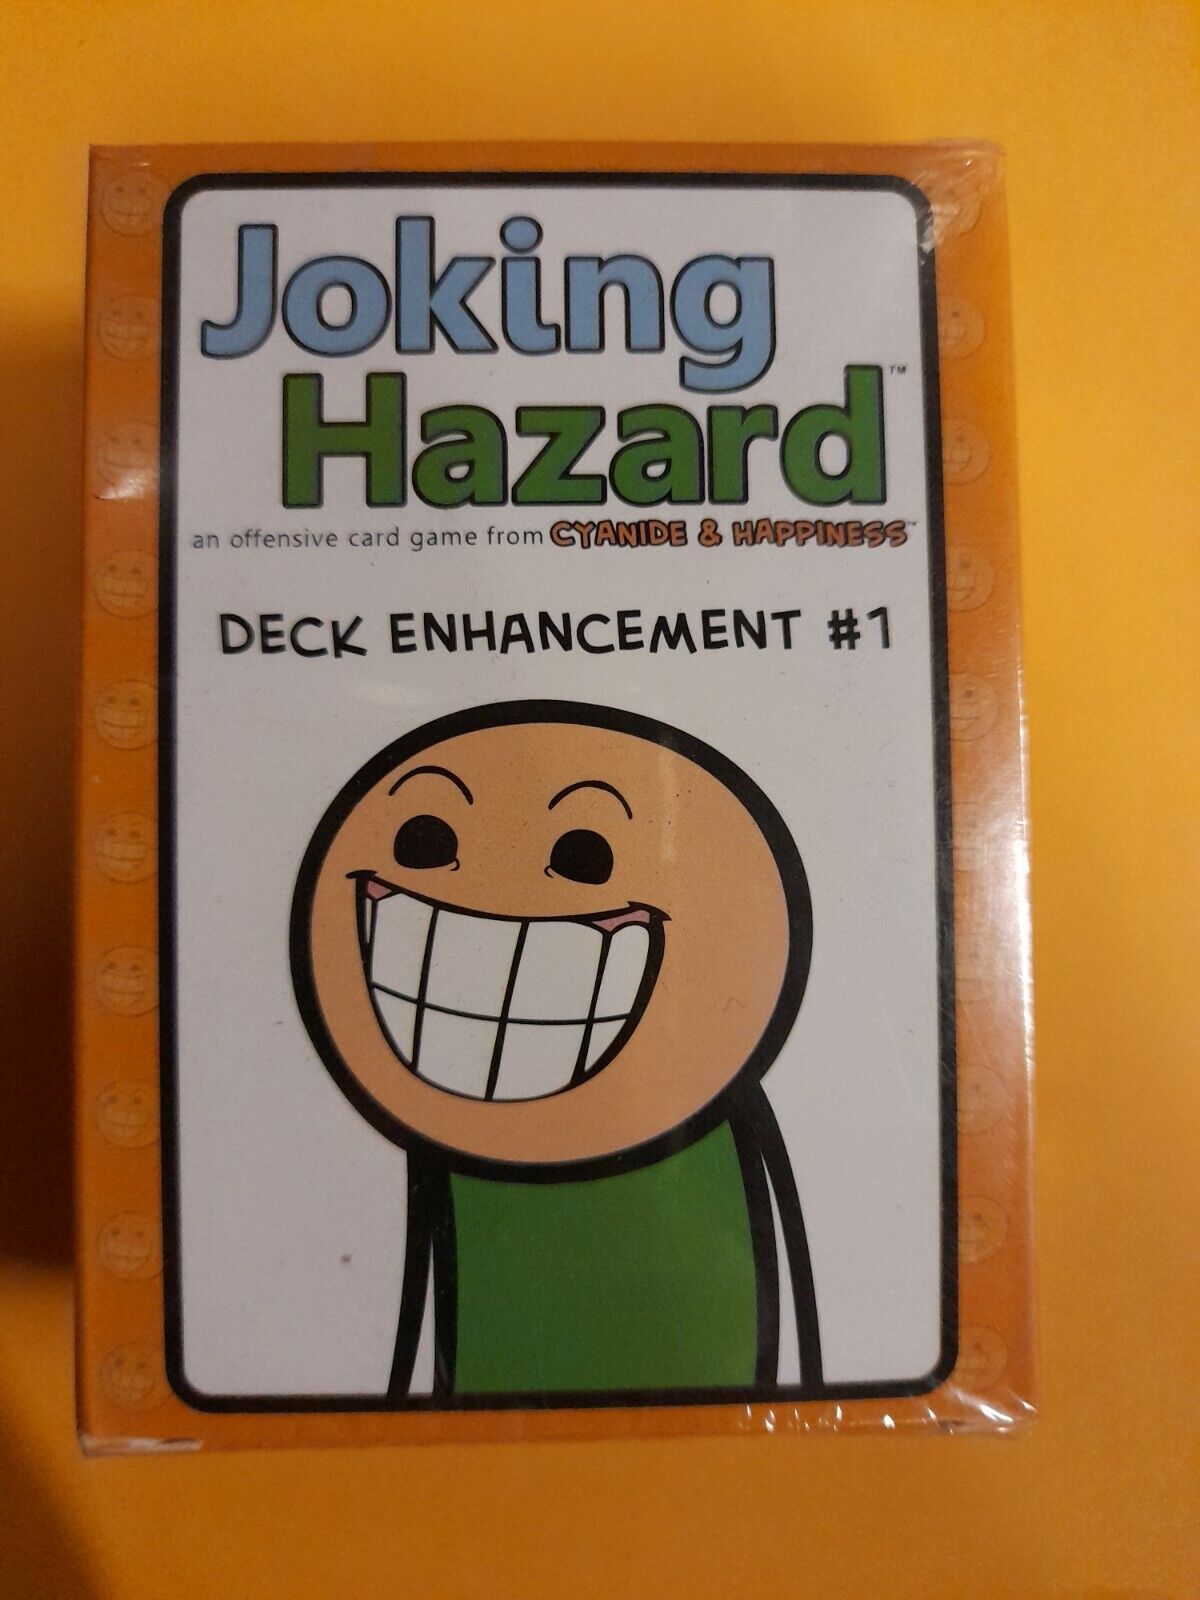 Joking
Hazard™
an offensive card game from CYANIDE & HAPPINESS™
DECK ENHANCEMENT #1